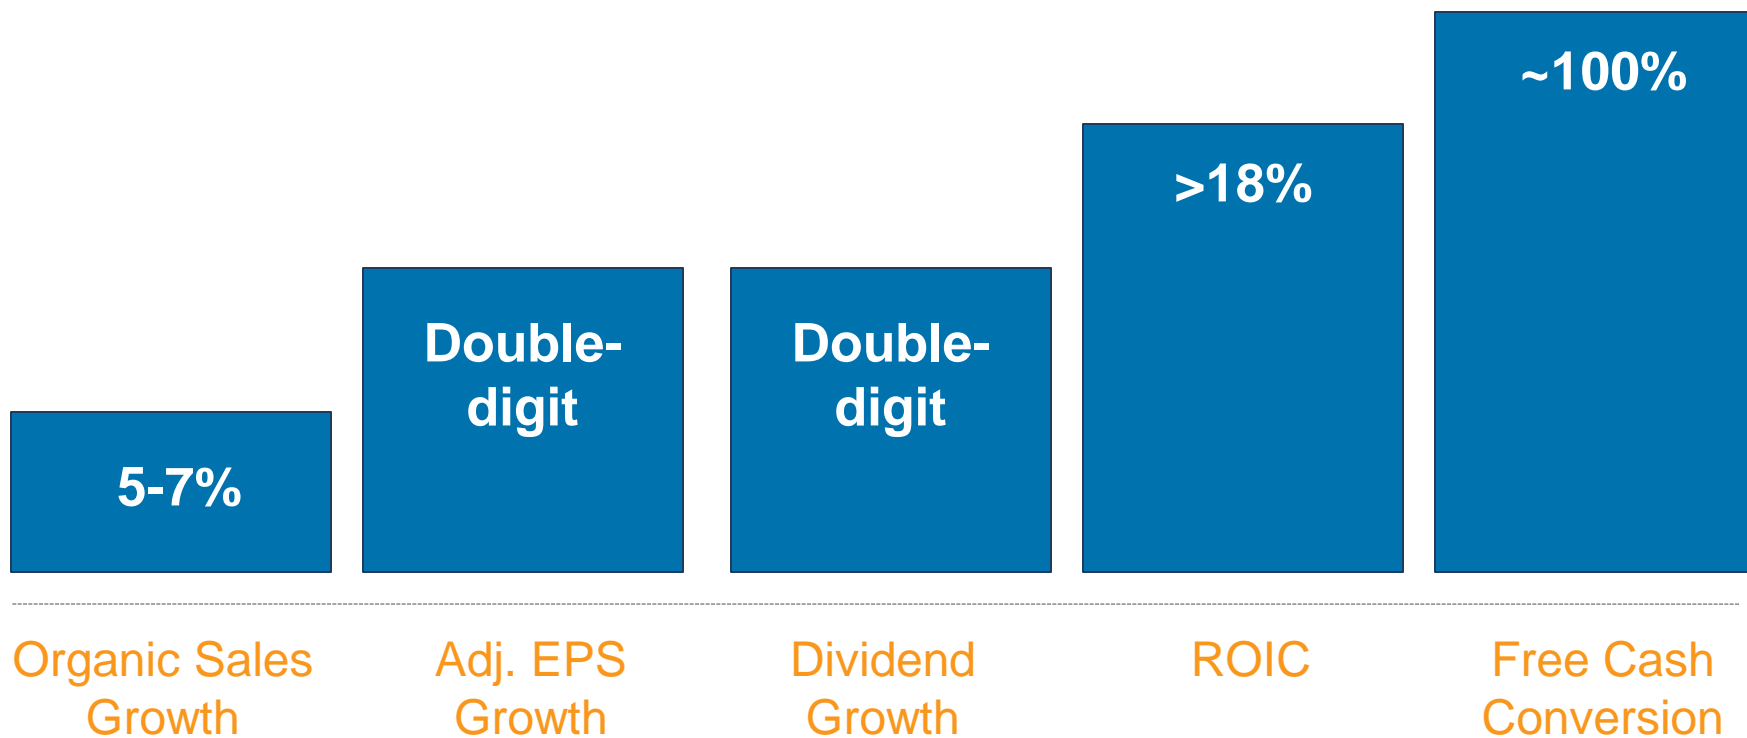 ~100%
>18%
Double-
digit
Double-
digit
5-7%
Organic Sales
Growth
Adj. EPS
Growth
Dividend
Growth
ROIC
Free Cash
Conversion